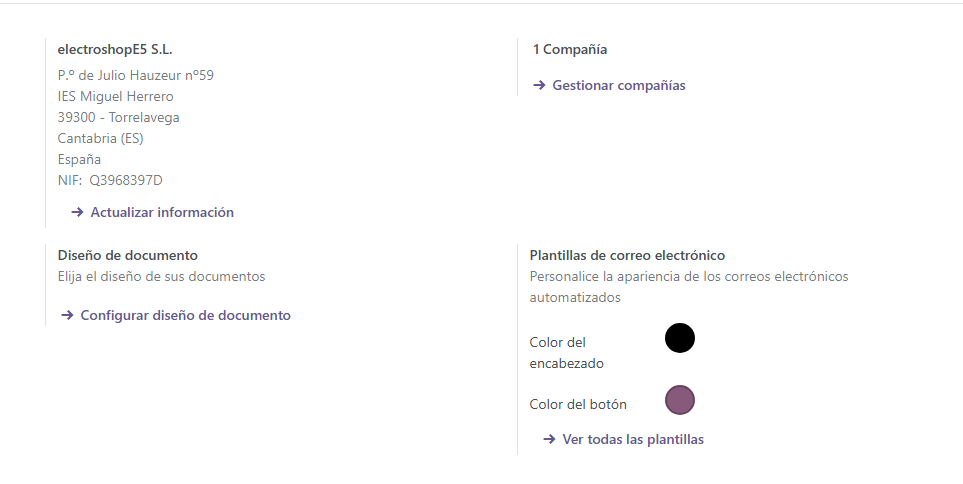 electroshopE5 S.L.
P.º de Julio Hauzeur nº59
IES Miguel Herrero
39300 - Torrelavega
Cantabria (ES)
España
NIF: Q3968397D
→ Actualizar información
1 Compañía
→ Gestionar compañías
Diseño de documento
Elija el diseño de sus documentos
→ Configurar diseño de documento
Plantillas de correo electrónico
Personalice la apariencia de los correos electrónicos
automatizados
Color del
encabezado
Color del botón
→ Ver todas las plantillas